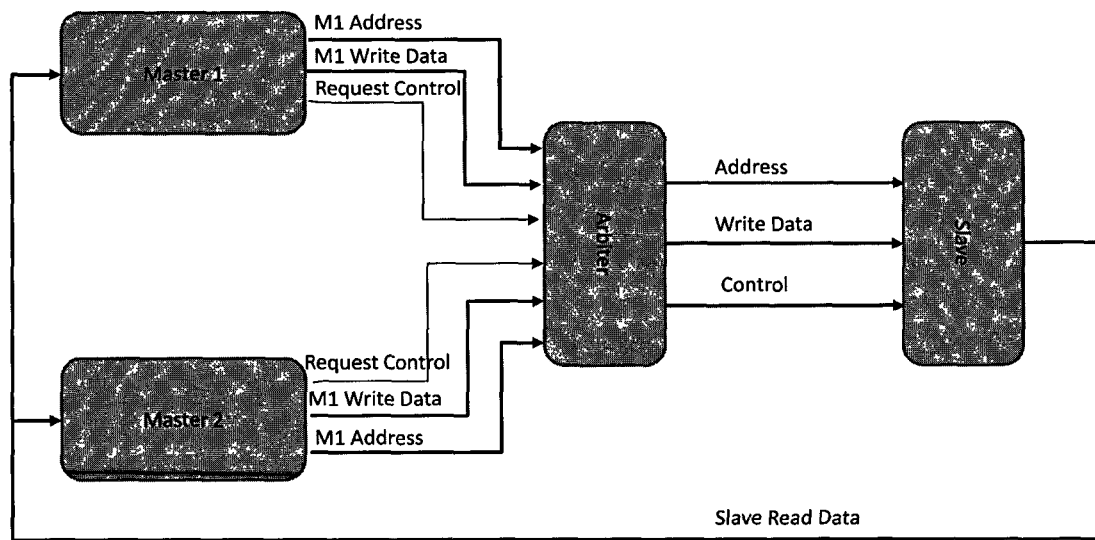 M1 Address
M1 Write Data
Request Control
Master 1
Arbiter
Address
Write Data
Control
Slave
Request Control
M1 Write Data
M1 Address
Master 2
Slave Read Data